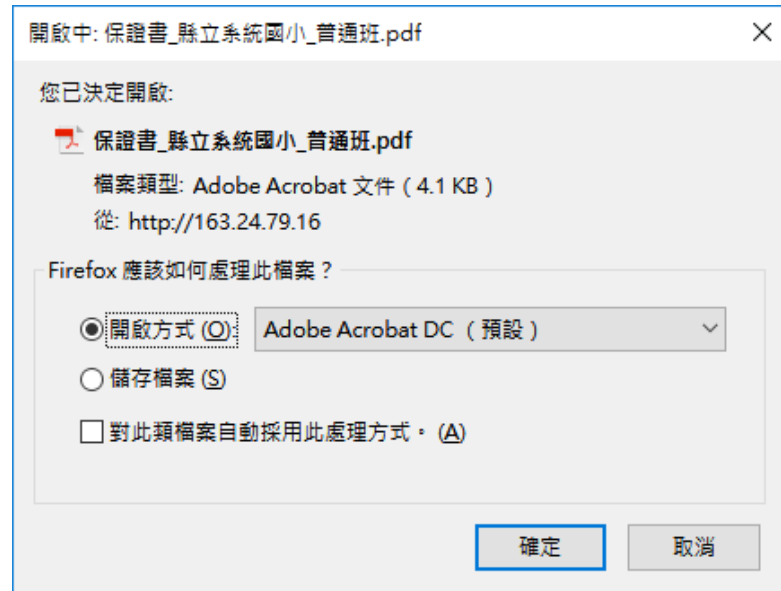 開啟中: 保證書_縣立系統國小_普通班.pdf
您已決定開啟:
保證書_縣立系統國小_普通班.pdf
檔案類型: Adobe Acrobat 文件 ( 4.1 KB )
從: http://163.24.79.16
Firefox 應該如何處理此檔案？
開啟方式 (O): Adobe Acrobat DC （預設）
儲存檔案 (S)
對此類檔案自動採用此處理方式。(A)
確定 取消